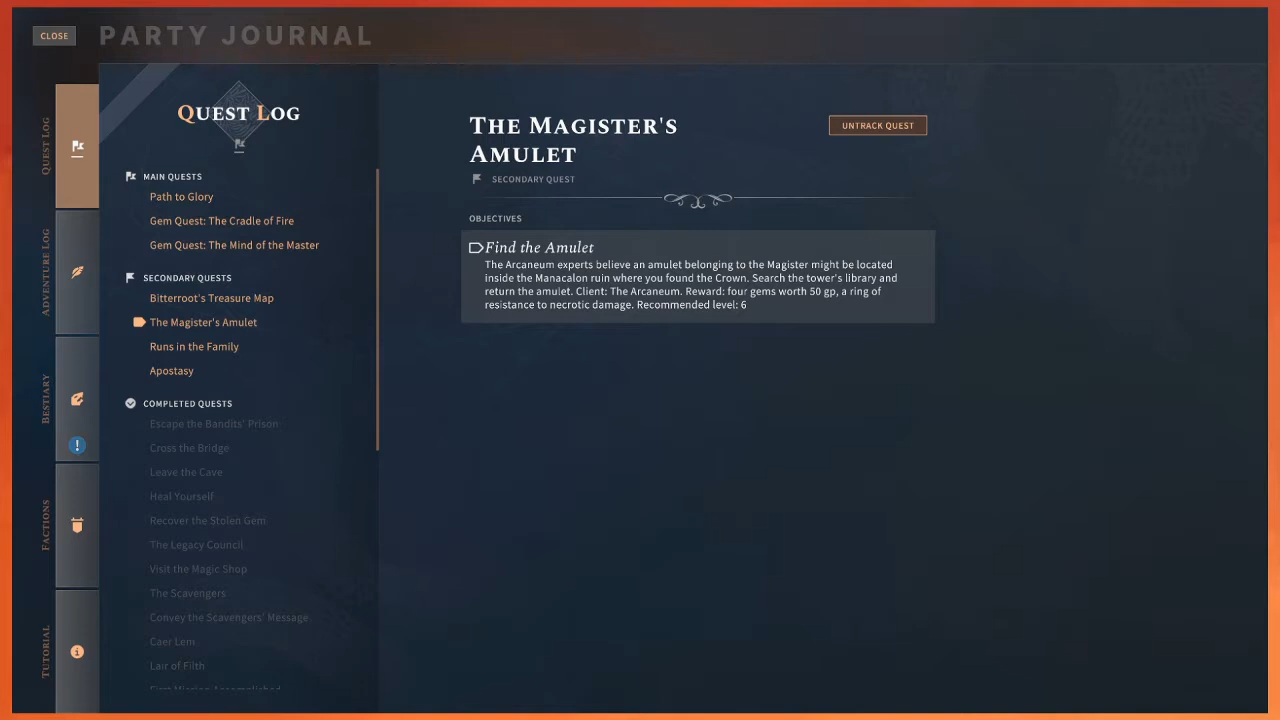 CLOSE
PARTY JOURNAL
QUEST LOG
ADVENTURE LOG
BESTIARY
FACTIONS
TUTORIAL
QUEST LOG
MAIN QUESTS
Path to Glory
Gem Quest: The Cradle of Fire
Gem Quest: The Mind of the Master
SECONDARY QUESTS
Bitterroot's Treasure Map
The Magister's Amulet
Runs in the Family
Apostasy
COMPLETED QUESTS
Escape the Bandits' Prison
Cross the Bridge
Leave the Cave
Heal Yourself
Recover the Stolen Gem
The Legacy Council
Visit the Magic Shop
The Scavengers
Convey the Scavengers' Message
Caer Lem
Lair of Filth
First Mission Accomplished
THE MAGISTER'S
AMULET
UNTRACK QUEST
SECONDARY QUEST
OBJECTIVES
Find the Amulet
The Arcaneum experts believe an amulet belonging to the Magister might be located
inside the Manacalon ruin where you found the Crown. Search the tower's library and
return the amulet. Client: The Arcaneum. Reward: four gems worth 50 gp, a ring of
resistance to necrotic damage. Recommended level: 6